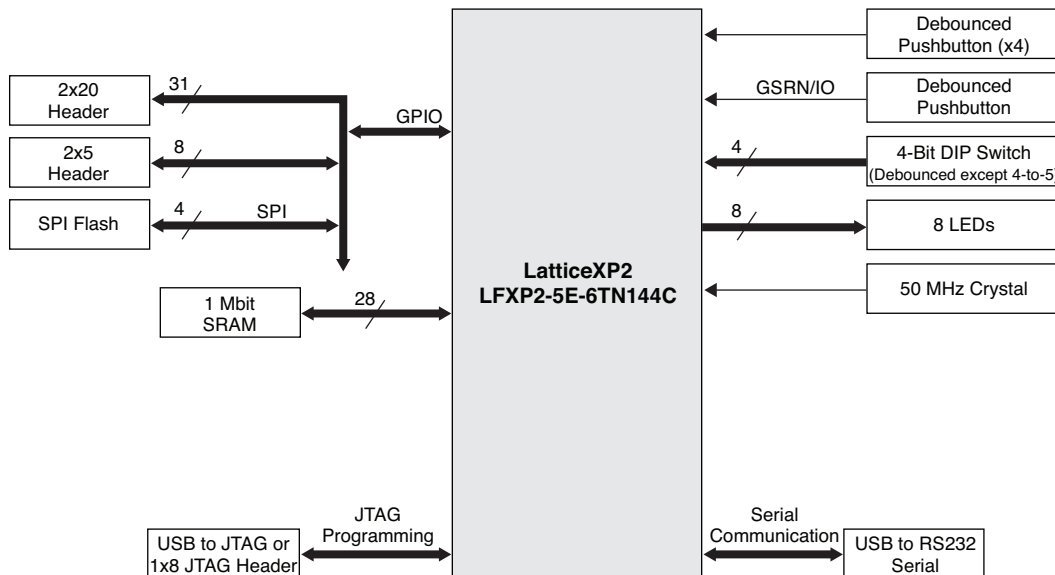 2x20
Header
31
2x5
Header
8
SPI Flash
4
SPI
GPIO
1 Mbit
SRAM
28
USB to JTAG or
1x8 JTAG Header
JTAG
Programming
LatticeXP2
LFXP2-5E-6TN144C
Debounced
Pushbutton (x4)
GSRN/IO
Debounced
Pushbutton
4
4-Bit DIP Switch
(Debounced except 4-to-5)
8
8 LEDs
50 MHz Crystal
Serial
Communication
USB to RS232
Serial